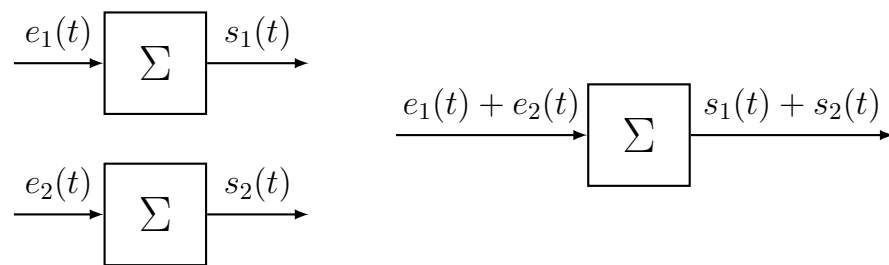 e₁(t) Σ s₁(t)
e₁(t) + e₂(t) Σ s₁(t) + s₂(t)
e₂(t) Σ s₂(t)